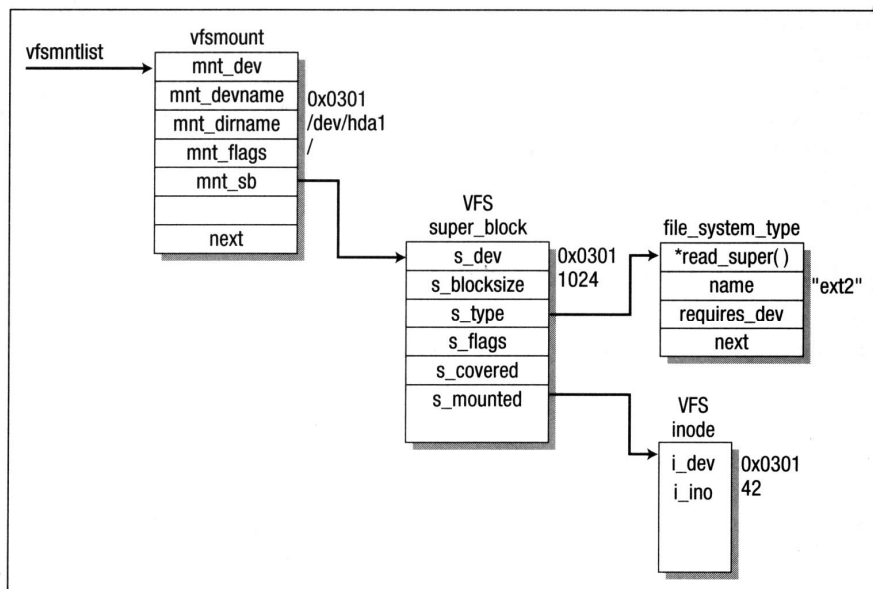 vfsmount
vfsmntlist
mnt_dev
mnt_devname
mnt_dirname
mnt_flags
mnt_sb
next
0x0301
/dev/hda1
/
VFS
super_block
s_dev
s_blocksize
s_type
s_flags
s_covered
s_mounted
0x0301
1024
file_system_type
*read_super( )
name
requires_dev
next
"ext2"
VFS
inode
i_dev
i_ino
0x0301
42